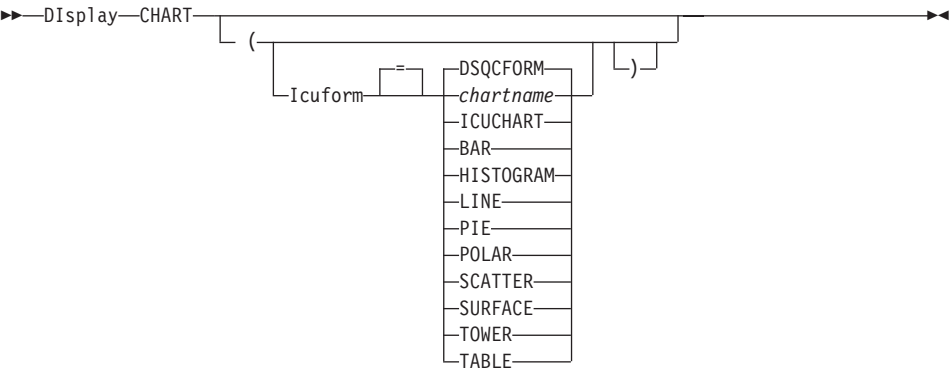 DIsplay CHART
(
= DSQCFORM )
Icuform chartname
ICUCHART
BAR
HISTOGRAM
LINE
PIE
POLAR
SCATTER
SURFACE
TOWER
TABLE